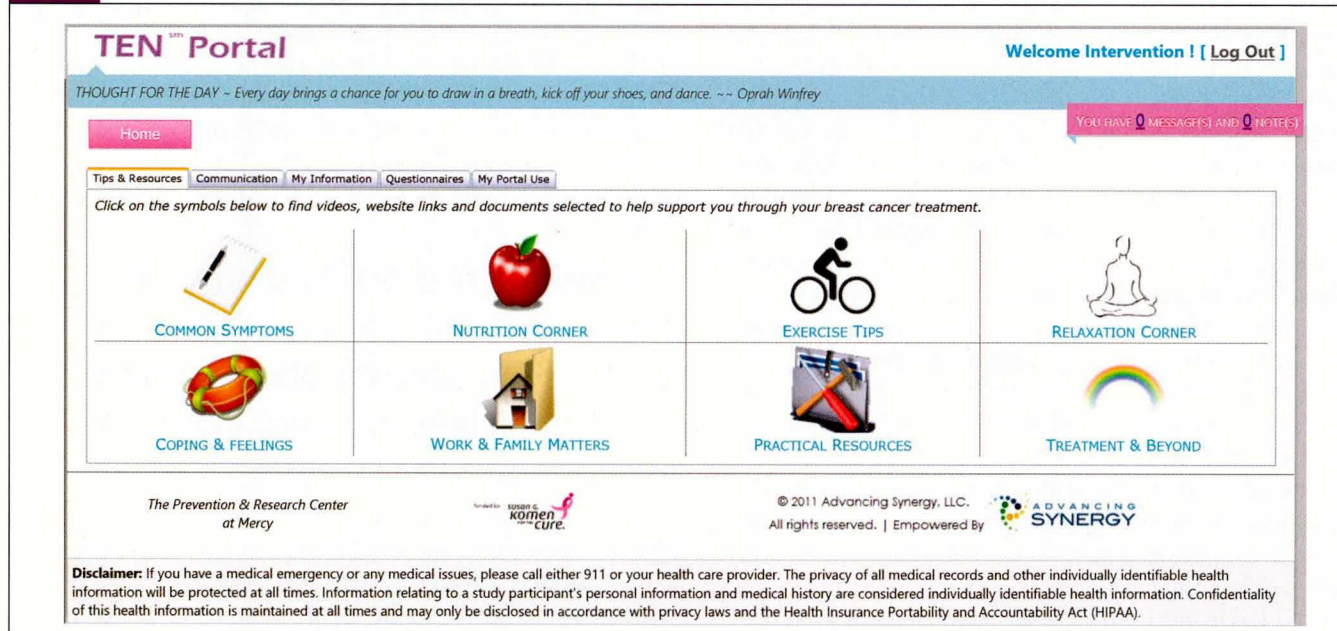 TEN℠ Portal
Welcome Intervention ! [ Log Out ]
THOUGHT FOR THE DAY ~ Every day brings a chance for you to draw in a breath, kick off your shoes, and dance. ~~ Oprah Winfrey
YOU HAVE 0 MESSAGE(S) AND 0 NOTE(S)
Home
Tips & Resources Communication My Information Questionnaires My Portal Use
Click on the symbols below to find videos, website links and documents selected to help support you through your breast cancer treatment.
COMMON SYMPTOMS NUTRITION CORNER EXERCISE TIPS RELAXATION CORNER
COPING & FEELINGS WORK & FAMILY MATTERS PRACTICAL RESOURCES TREATMENT & BEYOND
The Prevention & Research Center
at Mercy
susan g.
komen
FOR THE cure.
© 2011 Advancing Synergy, LLC.
All rights reserved. | Empowered By
ADVANCING
SYNERGY
Disclaimer: If you have a medical emergency or any medical issues, please call either 911 or your health care provider. The privacy of all medical records and other individually identifiable health
information will be protected at all times. Information relating to a study participant's personal information and medical history are considered individually identifiable health information. Confidentiality
of this health information is maintained at all times and may only be disclosed in accordance with privacy laws and the Health Insurance Portability and Accountability Act (HIPAA).